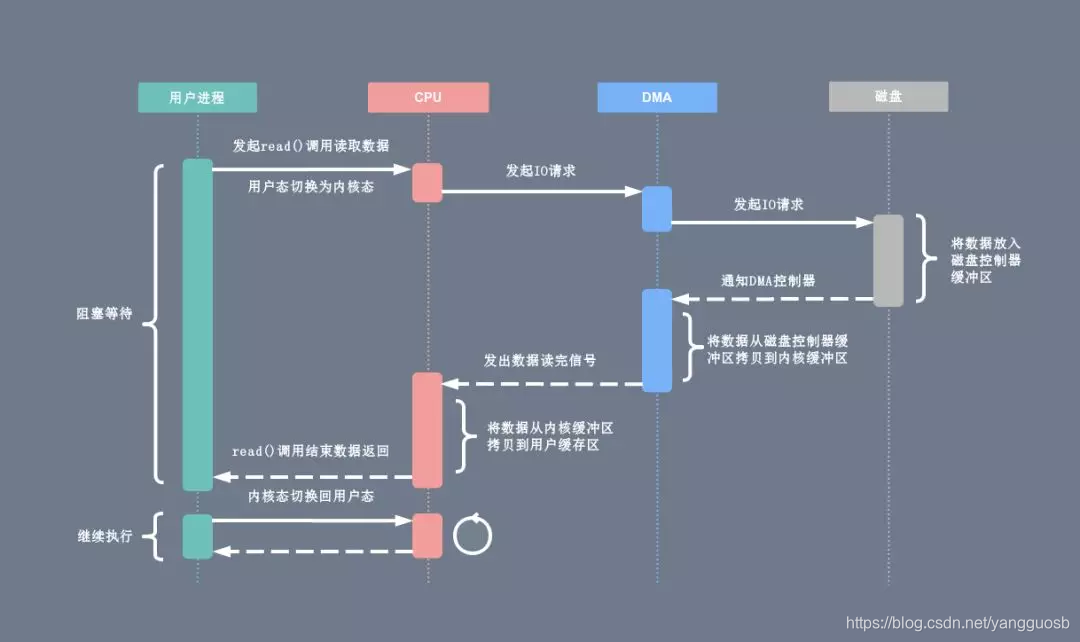 用户进程
CPU
DMA
磁盘
发起read()调用读取数据
用户态切换为内核态
发起IO请求
发起IO请求
将数据放入
磁盘控制器
缓冲区
通知DMA控制器
阻塞等待
将数据从磁盘控制器缓
冲区拷贝到内核缓冲区
发出数据读完信号
将数据从内核缓冲区
拷贝到用户缓存区
read()调用结束数据返回
内核态切换回用户态
继续执行
https://blog.csdn.net/yangguosb